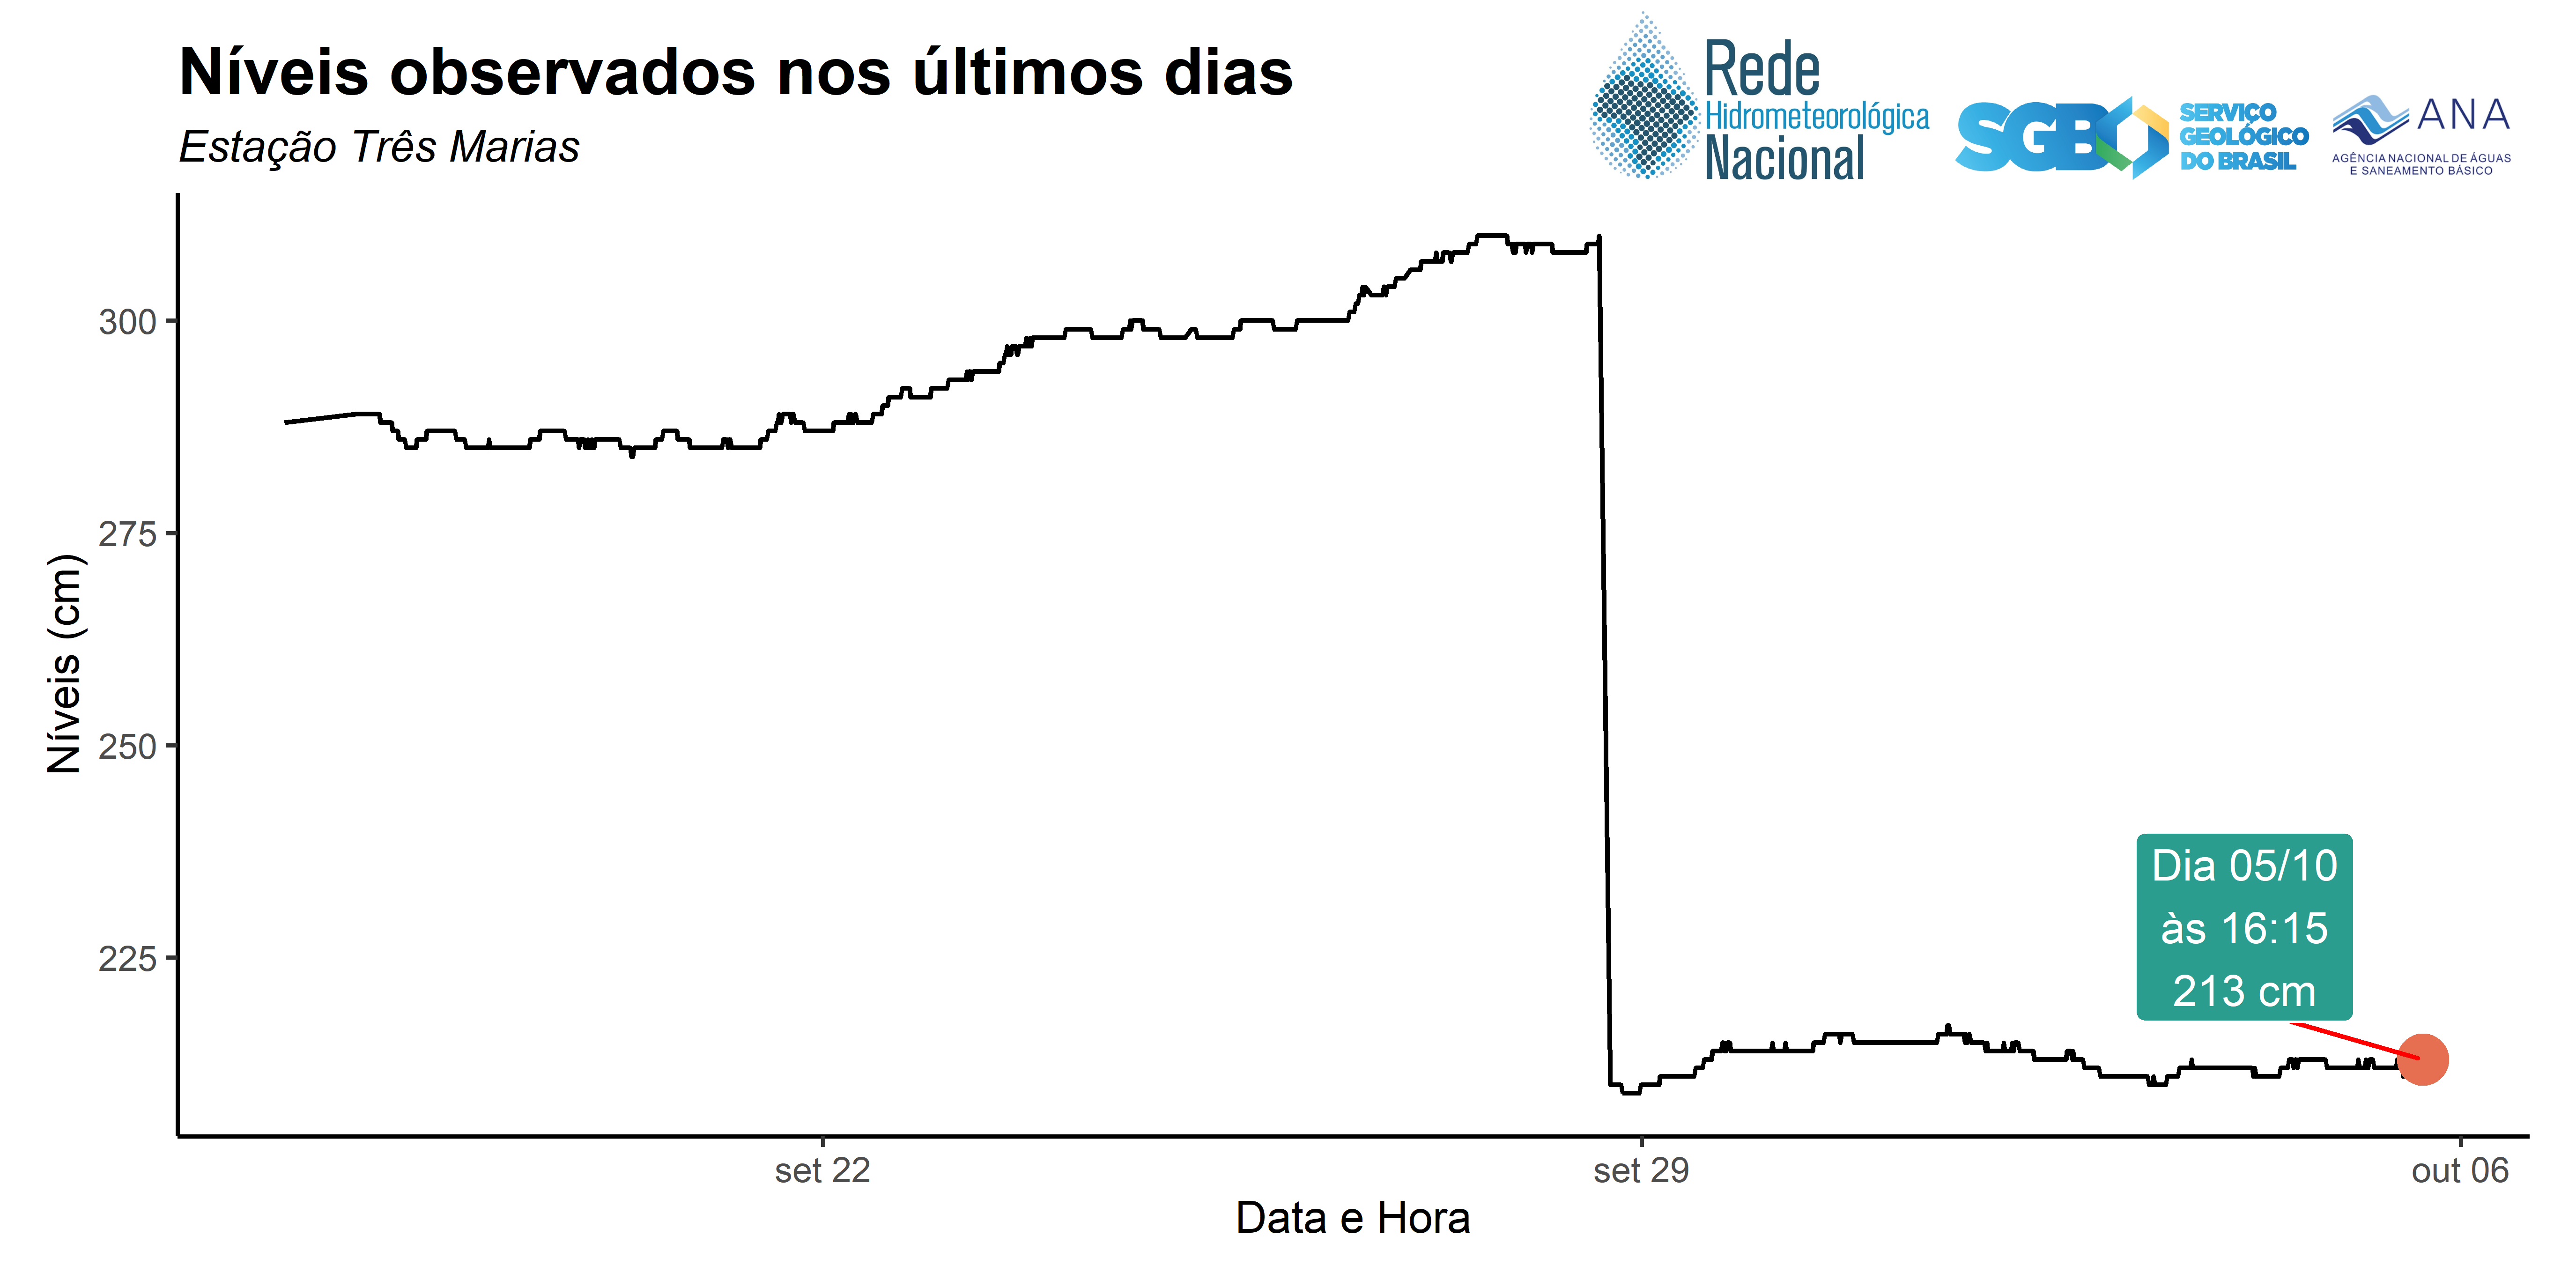 Níveis observados nos últimos dias
Estação Três Marias
Rede
Hidrometeorológica
Nacional
SGB
SERVIÇO
GEOLÓGICO
DO BRASIL
ANA
AGÊNCIA NACIONAL DE ÁGUAS
E SANEAMENTO BÁSICO
Níveis (cm)
300
275
250
225
Dia 05/10
às 16:15
213 cm
set 22
set 29
out 06
Data e Hora